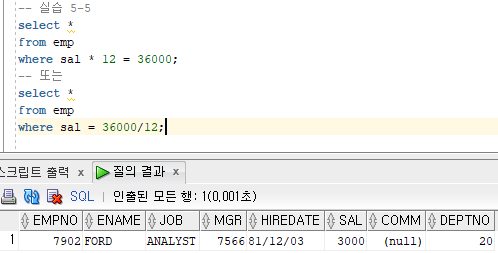 -- 실습 5-5
select *
from emp
where sal * 12 = 36000;
-- 또는
select *
from emp
where sal = 36000/12;
스크립트 출력 x 질의 결과 x
SQL | 인출된 모든 행: 1(0,001초)
EMPNO ENAME JOB MGR HIREDATE SAL COMM DEPTNO
1 7902 FORD ANALYST 7566 81/12/03 3000 (null) 20